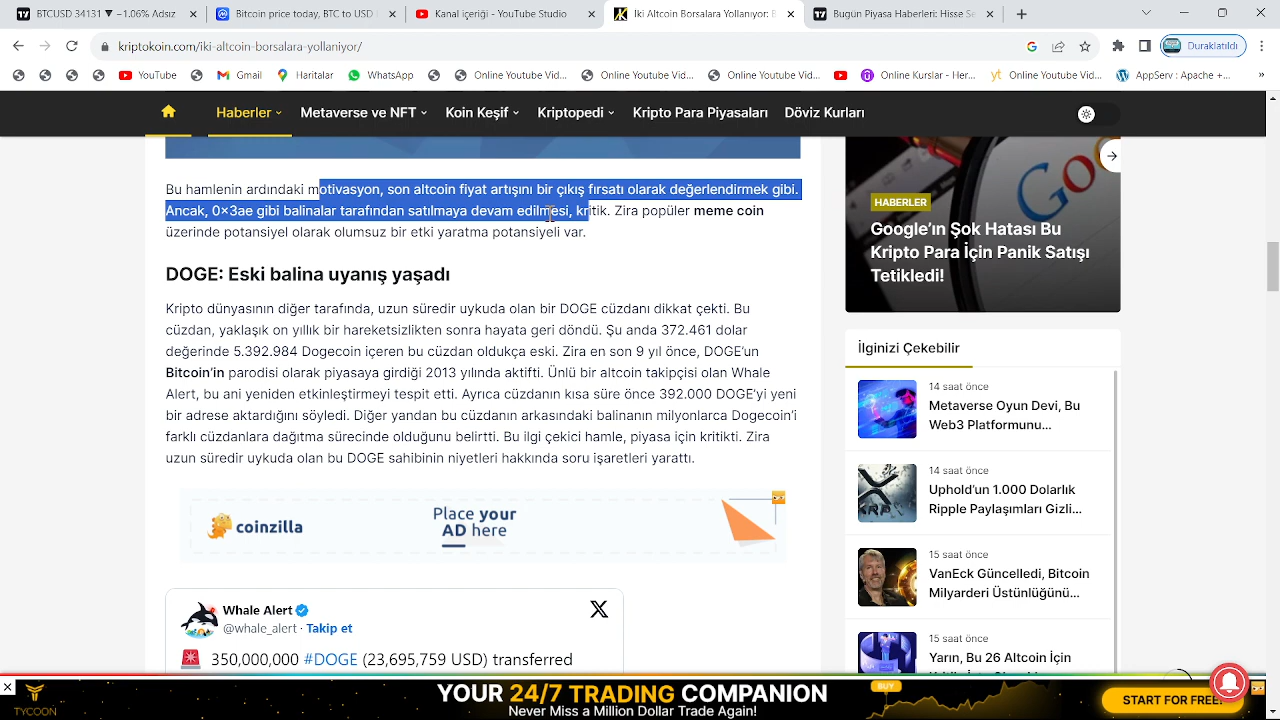 BTCUSD 34131 ▼ −1.06% Ades
Coin piyasa değeri, BTC USD
Kanal İçeriği - YouTube Studio
İki Altcoin Borsalara Yollanıyor: B
Bugün Piyasa Haberleri Hisse Se
kriptokoin.com/iki-altcoin-borsalara-yollaniyor/
Duraklatıldı
YouTube
Gmail
Haritalar
WhatsApp
Online Youtube Vid...
Online Youtube Vid...
Online Youtube Vid...
Online Kurslar - Her...
Online Youtube Vid...
AppServ : Apache +...
Haberler
Metaverse ve NFT
Koin Keşif
Kriptopedi
Kripto Para Piyasaları
Döviz Kurları
Bu hamlenin ardındaki motivasyon, son altcoin fiyat artışını bir çıkış fırsatı olarak değerlendirmek gibi.
Ancak, 0×3ae gibi balinalar tarafından satılmaya devam edilmesi, kritik. Zira popüler meme coin
üzerinde potansiyel olarak olumsuz bir etki yaratma potansiyeli var.
DOGE: Eski balina uyanış yaşadı
Kripto dünyasının diğer tarafında, uzun süredir uykuda olan bir DOGE cüzdanı dikkat çekti. Bu
cüzdan, yaklaşık on yıllık bir hareketsizlikten sonra hayata geri döndü. Şu anda 372.461 dolar
değerinde 5.392.984 Dogecoin içeren bu cüzdan oldukça eski. Zira en son 9 yıl önce, DOGE'un
Bitcoin'in parodisi olarak piyasaya girdiği 2013 yılında aktifti. Ünlü bir altcoin takipçisi olan Whale
Alert, bu ani yeniden etkinleştirmeyi tespit etti. Ayrıca cüzdanın kısa süre önce 392.000 DOGE'yi yeni
bir adrese aktardığını söyledi. Diğer yandan bu cüzdanın arkasındaki balinanın milyonlarca Dogecoin'i
farklı cüzdanlara dağıtma sürecinde olduğunu belirtti. Bu ilgi çekici hamle, piyasa için kritikti. Zira
uzun süredir uykuda olan bu DOGE sahibinin niyetleri hakkında soru işaretleri yarattı.
coinzilla
Place your
AD here
Whale Alert
@whale_alert · Takip et
350,000,000 #DOGE (23,695,759 USD) transferred
HABERLER
Google'ın Şok Hatası Bu
Kripto Para İçin Panik Satışı
Tetikledi!
İlginizi Çekebilir
14 saat önce
Metaverse Oyun Devi, Bu
Web3 Platformunu...
14 saat önce
Uphold'un 1.000 Dolarlık
Ripple Paylaşımları Gizli...
15 saat önce
VanEck Güncelledi, Bitcoin
Milyarderi Üstünlüğünü...
15 saat önce
Yarın, Bu 26 Altcoin İçin
TYCOON
YOUR 24/7 TRADING COMPANION
Never Miss a Million Dollar Trade Again!
BUY
START FOR FREE!